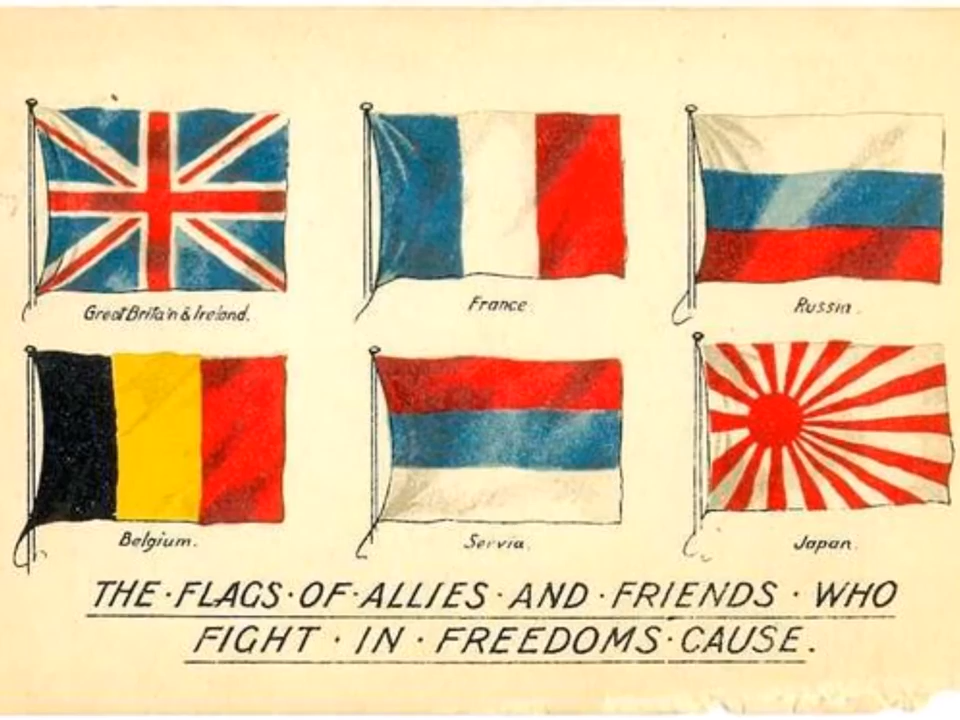 Great Britain & Ireland.
France.
Russia.
Belgium.
Servia.
Japan.
THE·FLAGS·OF·ALLIES·AND·FRIENDS·WHO
FIGHT·IN·FREEDOMS·CAUSE.